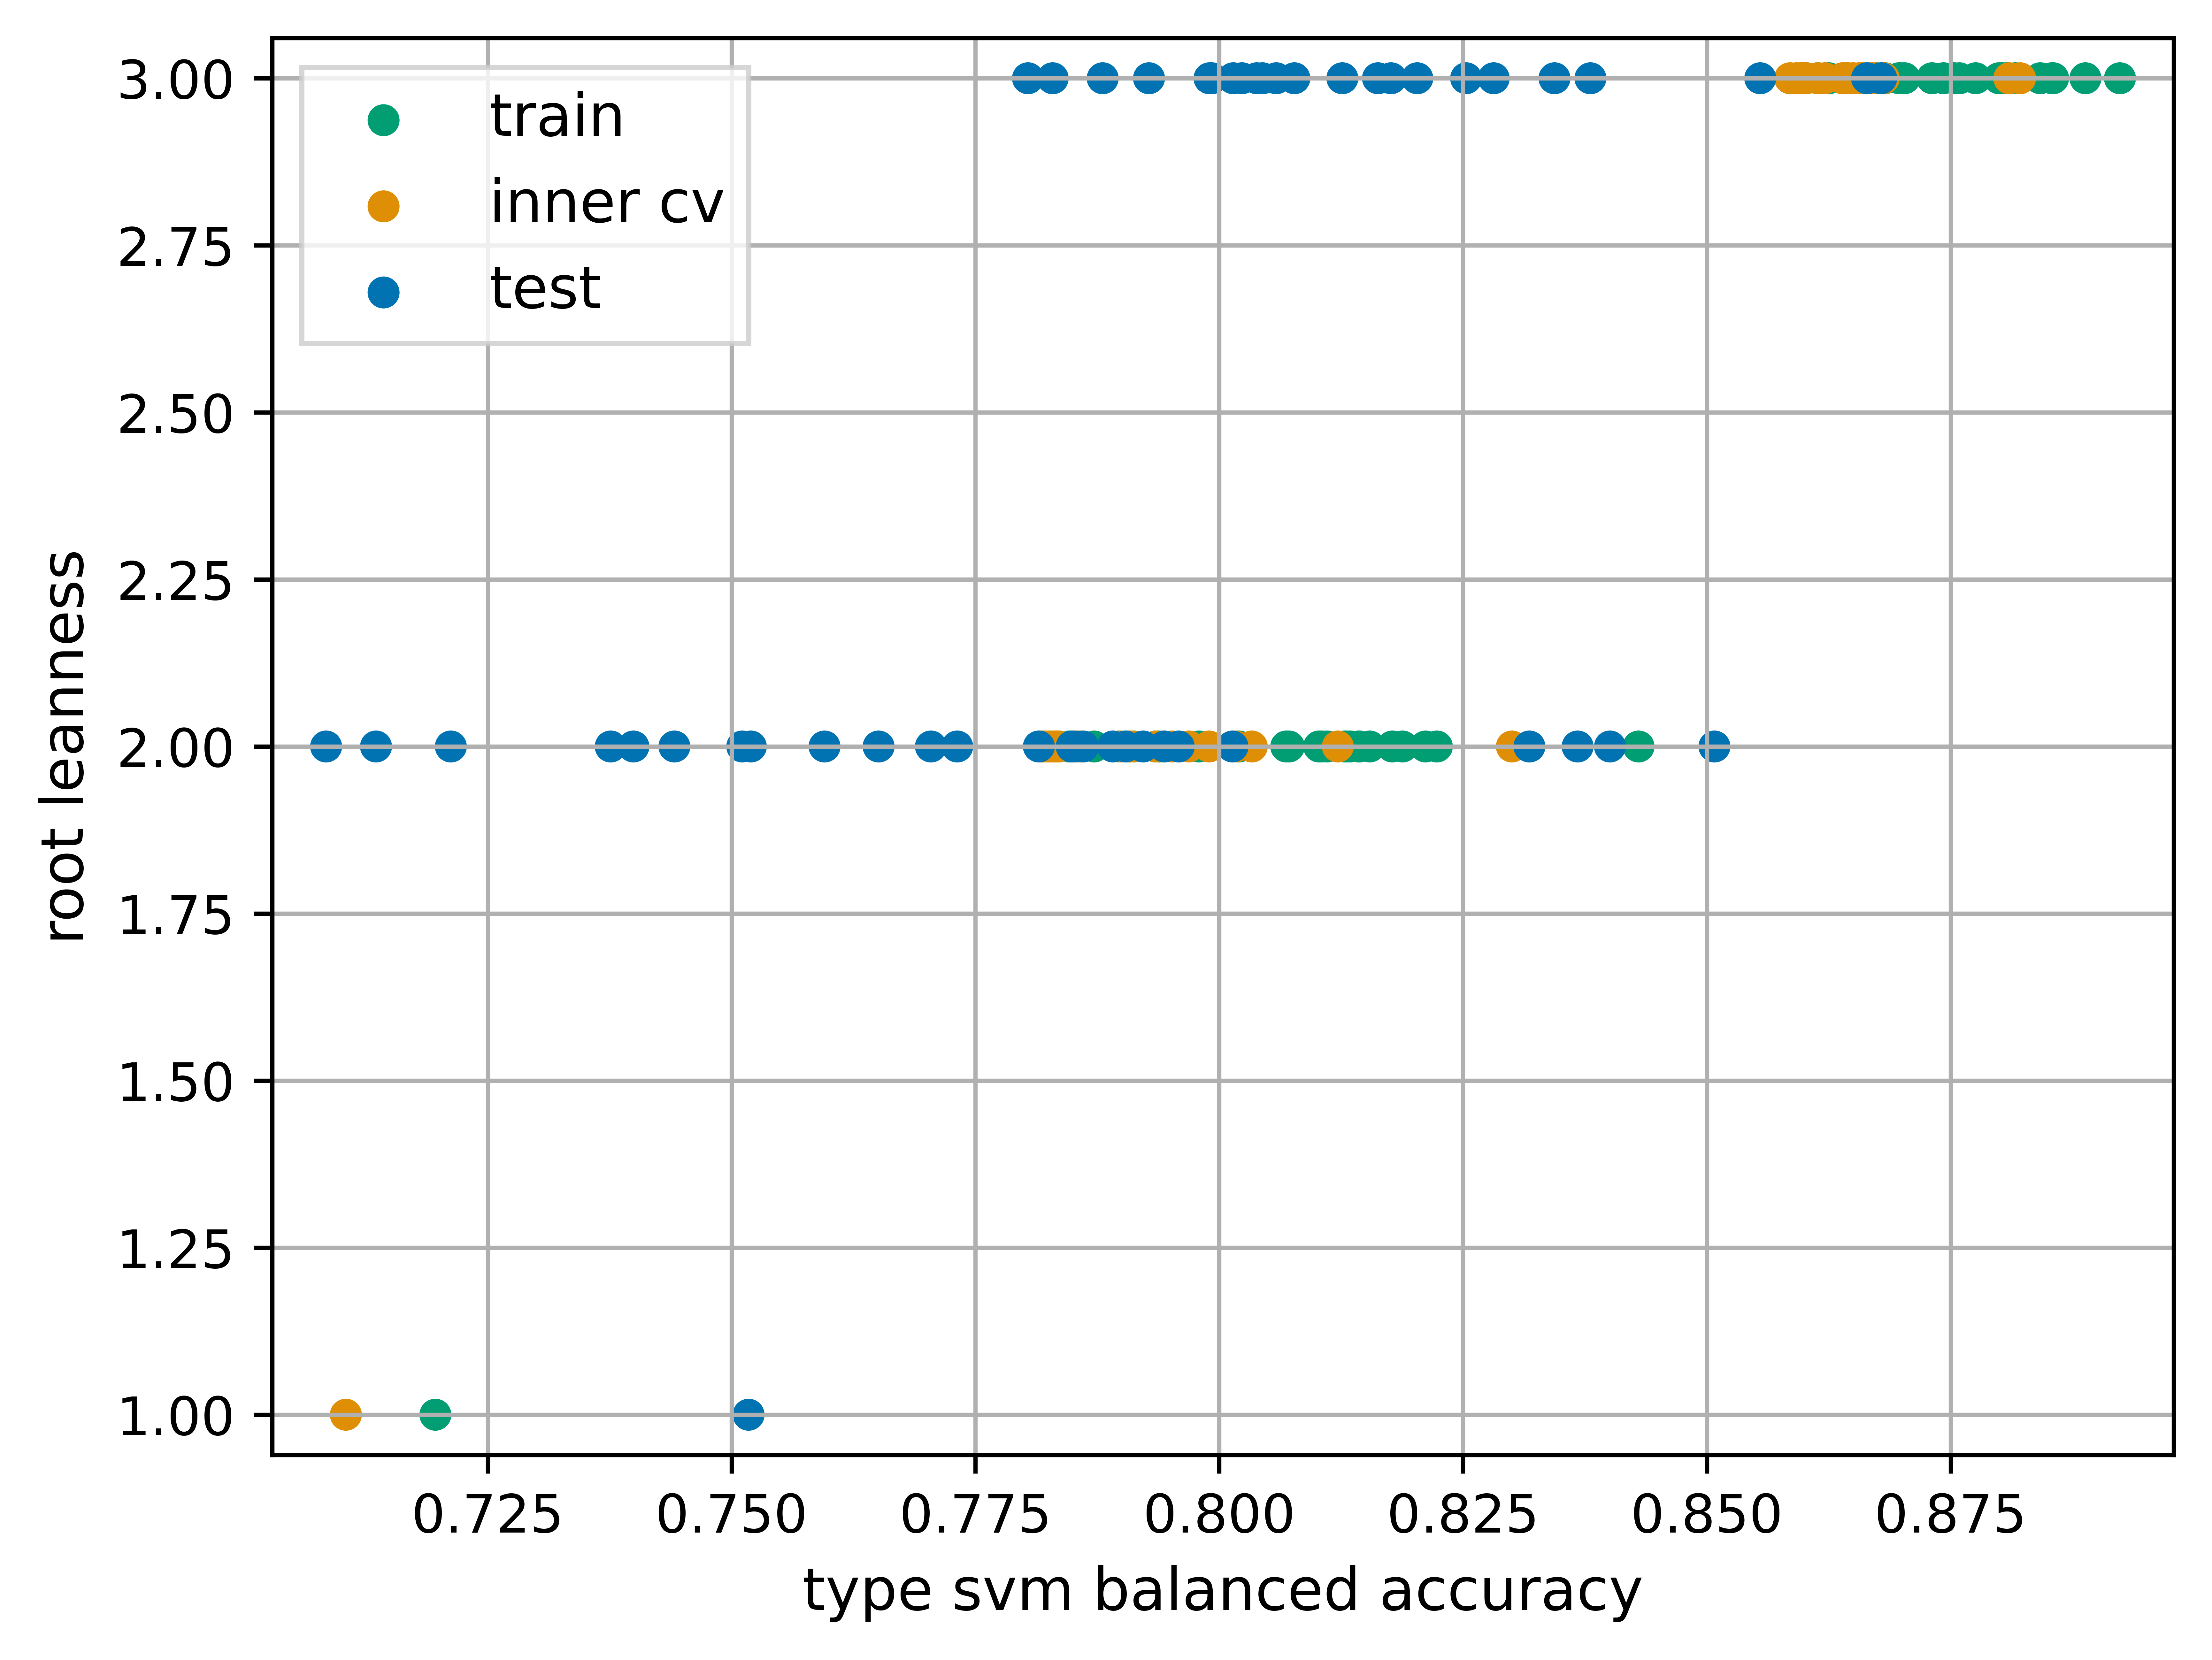 train
inner cv
test
3.00
2.75
2.50
2.25
2.00
1.75
1.50
1.25
1.00
root leanness
0.725 0.750 0.775 0.800 0.825 0.850 0.875
type svm balanced accuracy